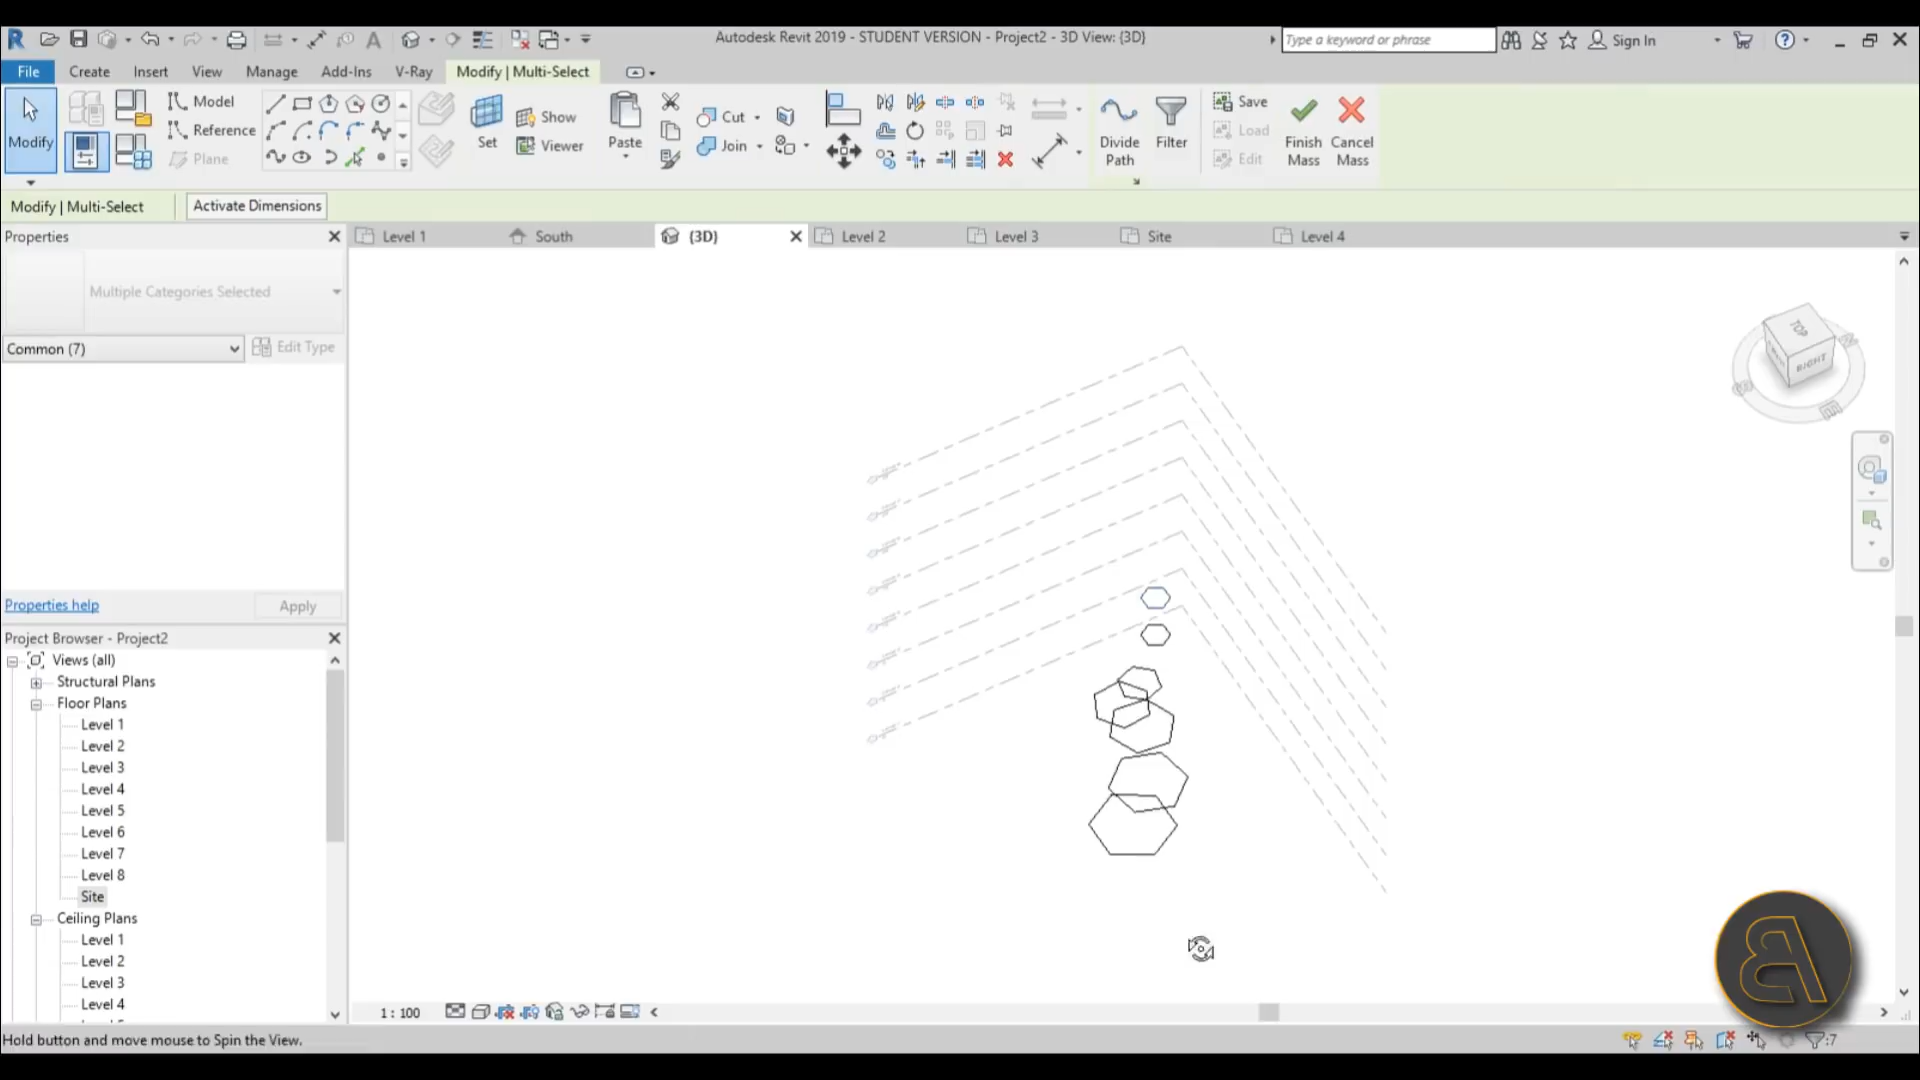 Autodesk Revit 2019 - STUDENT VERSION - Project2 - 3D View: {3D}
Type a keyword or phrase
Sign In
File
Create
Insert
View
Manage
Add-Ins
V-Ray
Modify | Multi-Select
Modify
Model
Reference
Plane
Set
Show
Viewer
Paste
Cut
Join
Divide
Path
Filter
Save
Load
Edit
Finish
Mass
Cancel
Mass
Modify | Multi-Select
Activate Dimensions
Properties
Level 1
South
{3D}
Level 2
Level 3
Site
Level 4
Multiple Categories Selected
Common (7)
Edit Type
TOP
RIGHT
Properties help
Apply
Project Browser - Project2
Views (all)
Structural Plans
Floor Plans
Level 1
Level 2
Level 3
Level 4
Level 5
Level 6
Level 7
Level 8
Site
Ceiling Plans
Level 1
Level 2
Level 3
Level 4
1 : 100
Hold button and move mouse to Spin the View.
:7